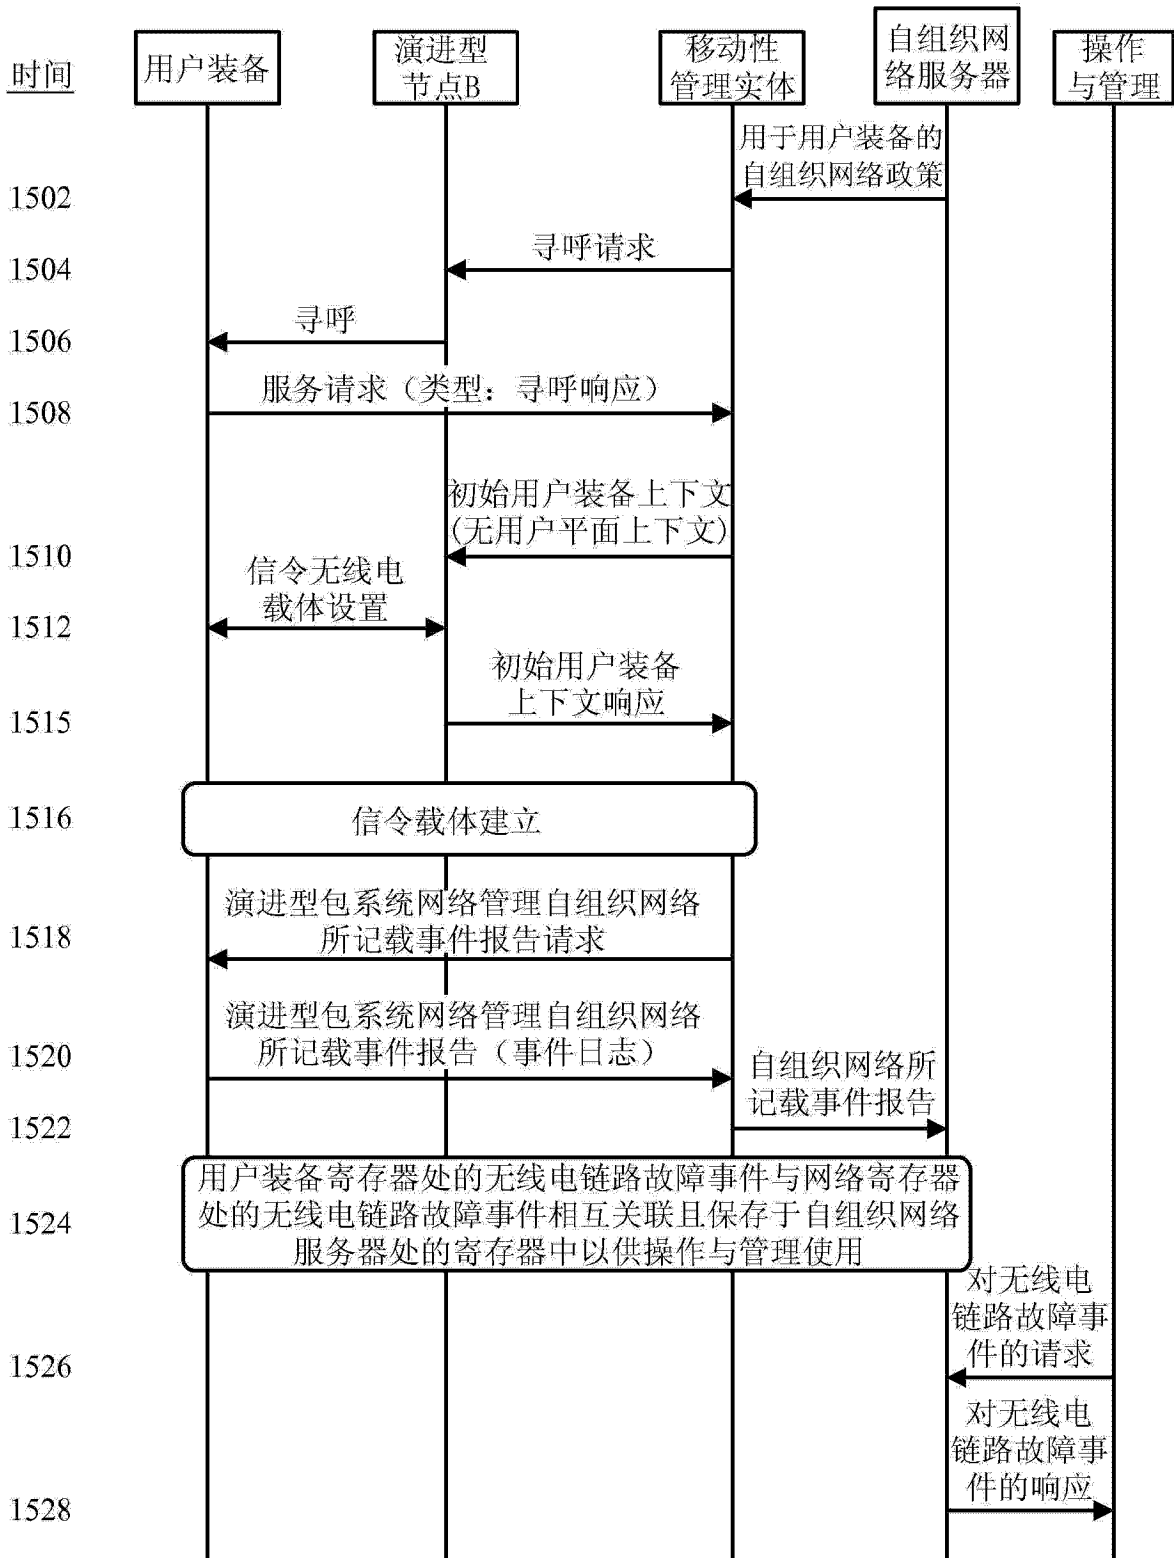 时间
用户装备
演进型
节点B
移动性
管理实体
自组织网
络服务器
操作
与管理
用于用户装备的
自组织网络政策
1502
寻呼请求
1504
寻呼
1506
服务请求（类型：寻呼响应）
1508
初始用户装备上下文
(无用户平面上下文)
1510
信令无线电
载体设置
1512
初始用户装备
上下文响应
1515
信令载体建立
1516
演进型包系统网络管理自组织网络
所记载事件报告请求
1518
演进型包系统网络管理自组织网络
所记载事件报告（事件日志）
1520
自组织网络所
记载事件报告
1522
用户装备寄存器处的无线电链路故障事件与网络寄存器
处的无线电链路故障事件相互关联且保存于自组织网络
服务器处的寄存器中以供操作与管理使用
1524
对无线电
链路故障事
件的请求
1526
对无线电
链路故障事
件的响应
1528